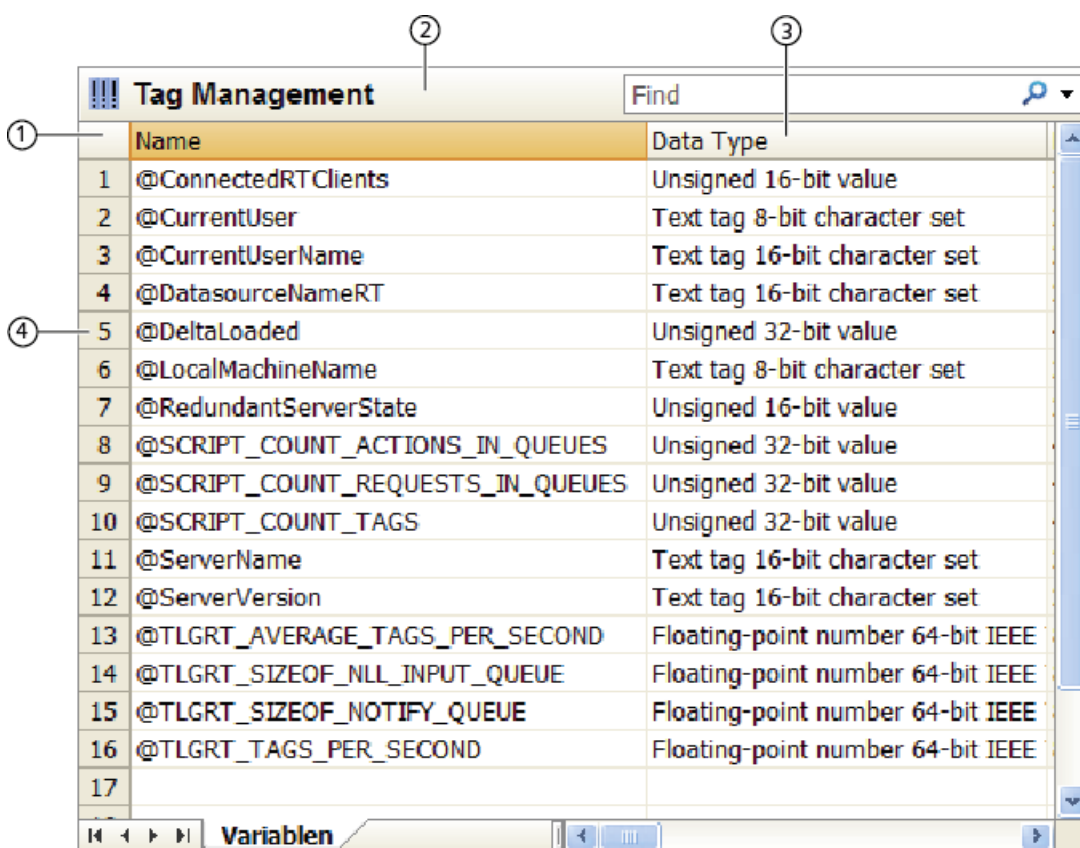 ② ③
Tag Management Find
① Name Data Type
1 @ConnectedRTClients Unsigned 16-bit value
2 @CurrentUser Text tag 8-bit character set
3 @CurrentUserName Text tag 16-bit character set
4 @DatasourceNameRT Text tag 16-bit character set
④ 5 @DeltaLoaded Unsigned 32-bit value
6 @LocalMachineName Text tag 8-bit character set
7 @RedundantServerState Unsigned 16-bit value
8 @SCRIPT_COUNT_ACTIONS_IN_QUEUES Unsigned 32-bit value
9 @SCRIPT_COUNT_REQUESTS_IN_QUEUES Unsigned 32-bit value
10 @SCRIPT_COUNT_TAGS Unsigned 32-bit value
11 @ServerName Text tag 16-bit character set
12 @ServerVersion Text tag 16-bit character set
13 @TLGRT_AVERAGE_TAGS_PER_SECOND Floating-point number 64-bit IEEE
14 @TLGRT_SIZEOF_NLL_INPUT_QUEUE Floating-point number 64-bit IEEE
15 @TLGRT_SIZEOF_NOTIFY_QUEUE Floating-point number 64-bit IEEE
16 @TLGRT_TAGS_PER_SECOND Floating-point number 64-bit IEEE
17
Variablen